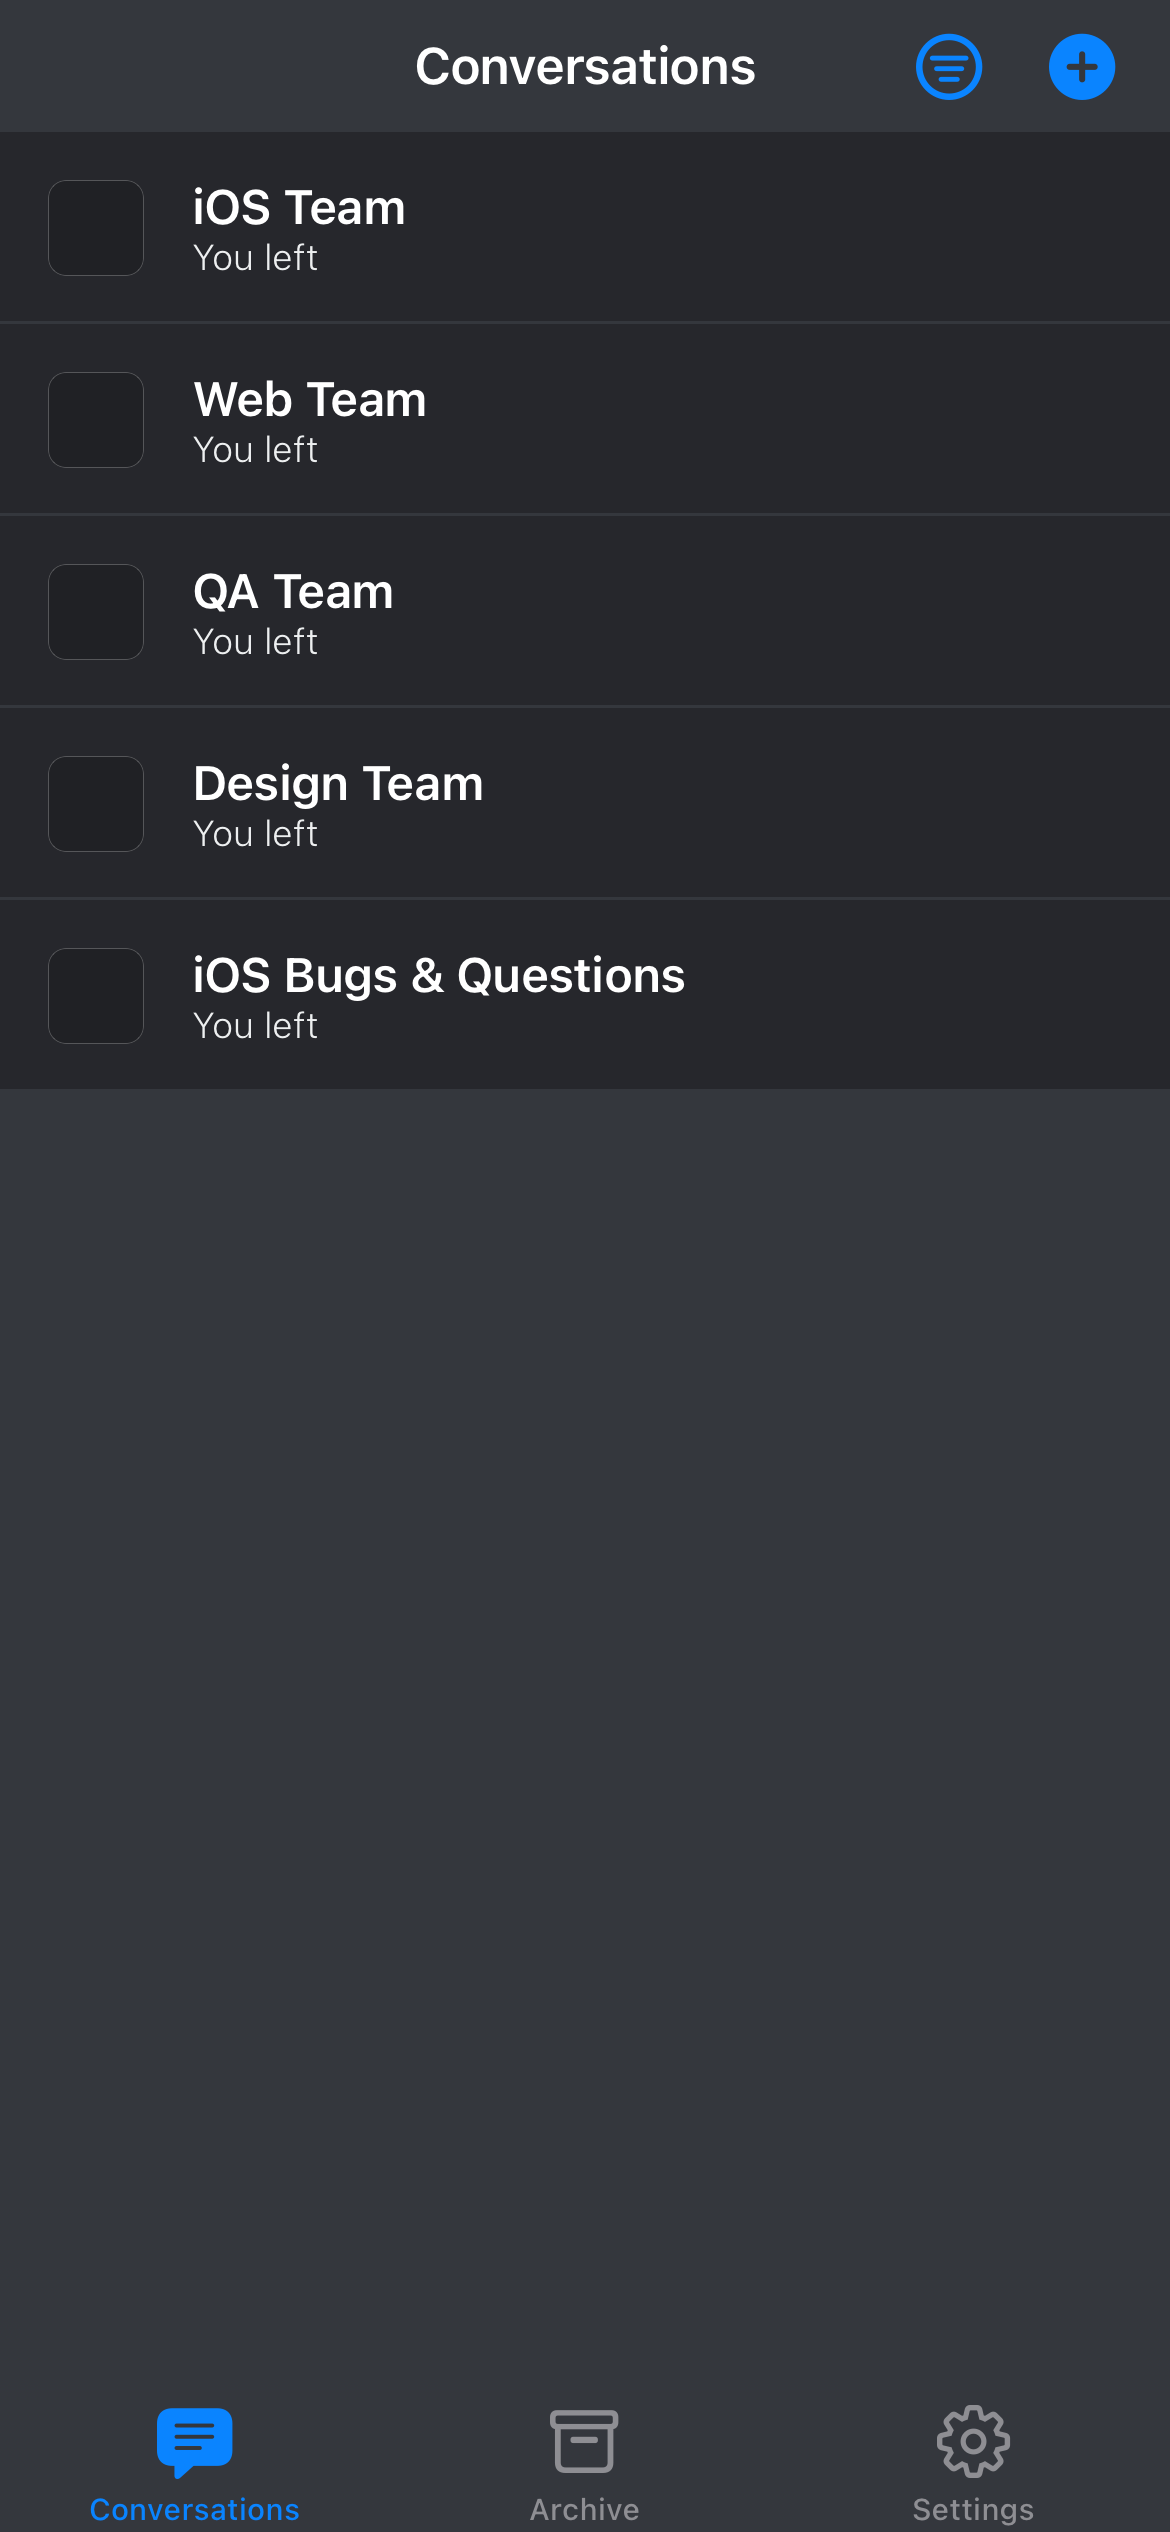 Conversations
iOS Team
You left
Web Team
You left
QA Team
You left
Design Team
You left
iOS Bugs & Questions
You left
Conversations
Archive
Settings